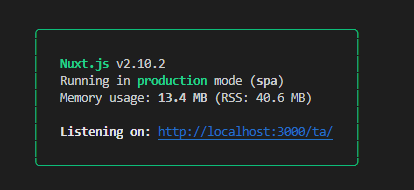 Nuxt.js v2.10.2
Running in production mode (spa)
Memory usage: 13.4 MB (RSS: 40.6 MB)
Listening on: http://localhost:3000/ta/